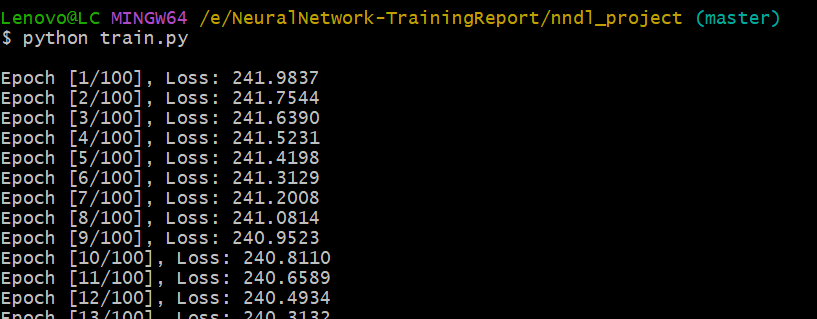 Lenovo@LC MINGW64 /e/NeuralNetwork-TrainingReport/nndl_project (master)
$ python train.py
Epoch [1/100], Loss: 241.9837
Epoch [2/100], Loss: 241.7544
Epoch [3/100], Loss: 241.6390
Epoch [4/100], Loss: 241.5231
Epoch [5/100], Loss: 241.4198
Epoch [6/100], Loss: 241.3129
Epoch [7/100], Loss: 241.2008
Epoch [8/100], Loss: 241.0814
Epoch [9/100], Loss: 240.9523
Epoch [10/100], Loss: 240.8110
Epoch [11/100], Loss: 240.6589
Epoch [12/100], Loss: 240.4934
Epoch [13/100], Loss: 240.3132